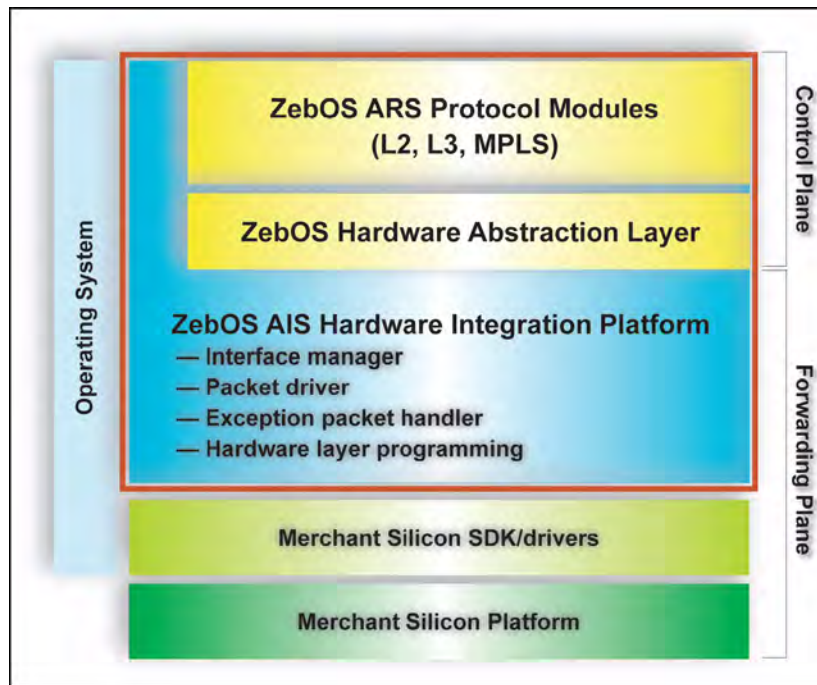 Operating System
ZebOS ARS Protocol Modules
(L2, L3, MPLS)
ZebOS Hardware Abstraction Layer
ZebOS AIS Hardware Integration Platform
— Interface manager
— Packet driver
— Exception packet handler
— Hardware layer programming
Merchant Silicon SDK/drivers
Merchant Silicon Platform
Control Plane
Forwarding Plane